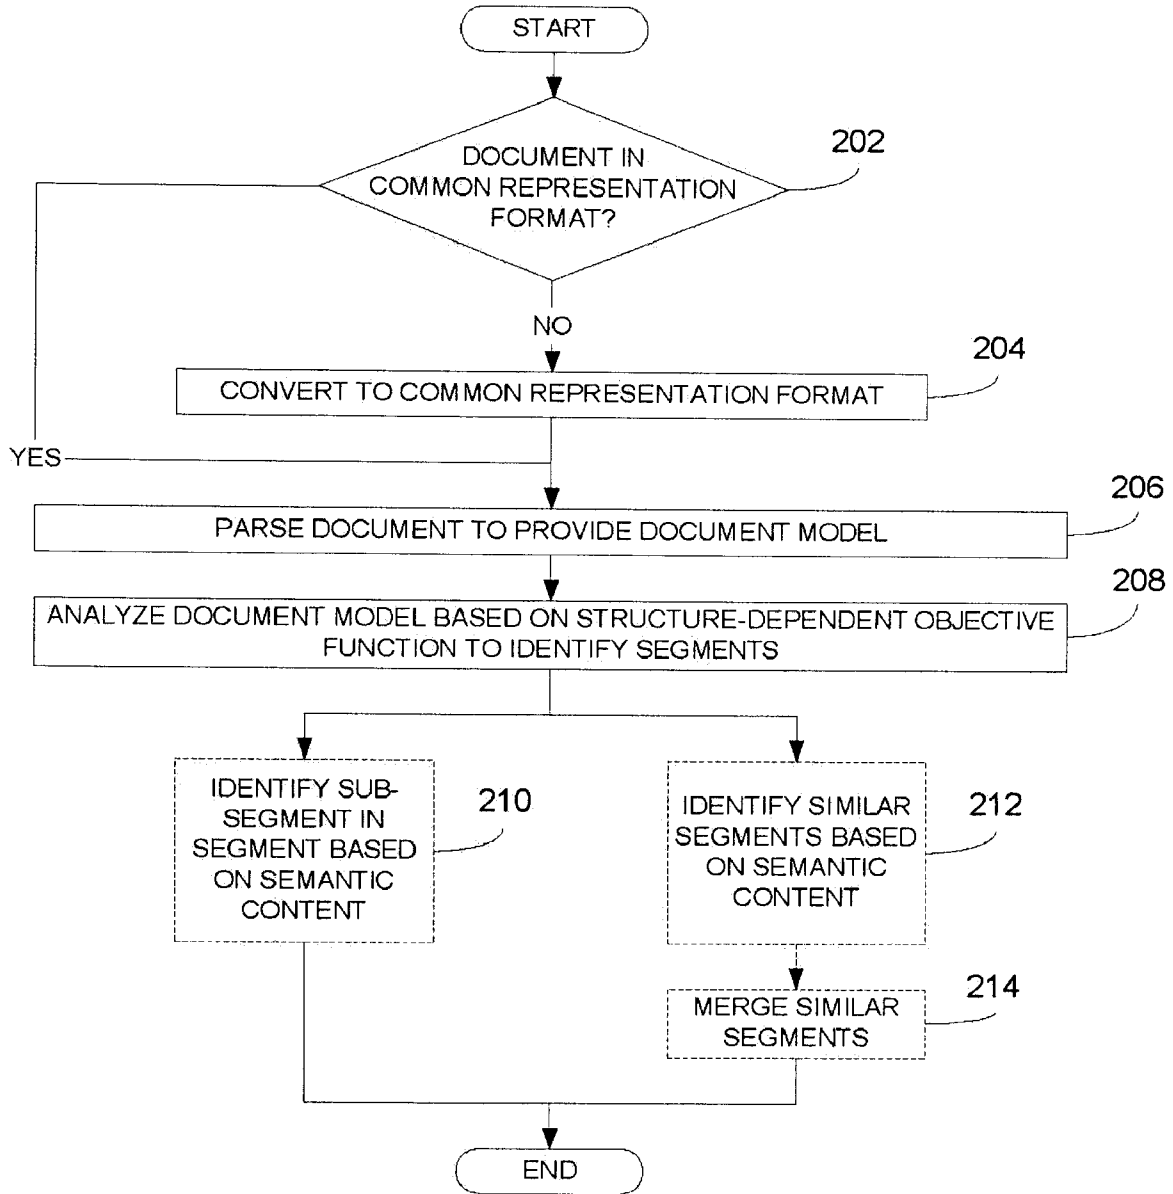 START
DOCUMENT IN
COMMON REPRESENTATION
FORMAT?
202
NO
204
CONVERT TO COMMON REPRESENTATION FORMAT
YES
206
PARSE DOCUMENT TO PROVIDE DOCUMENT MODEL
208
ANALYZE DOCUMENT MODEL BASED ON STRUCTURE-DEPENDENT OBJECTIVE
FUNCTION TO IDENTIFY SEGMENTS
IDENTIFY SUB-
SEGMENT IN
SEGMENT BASED
ON SEMANTIC
CONTENT
210
IDENTIFY SIMILAR
SEGMENTS BASED
ON SEMANTIC
CONTENT
212
MERGE SIMILAR
SEGMENTS
214
END